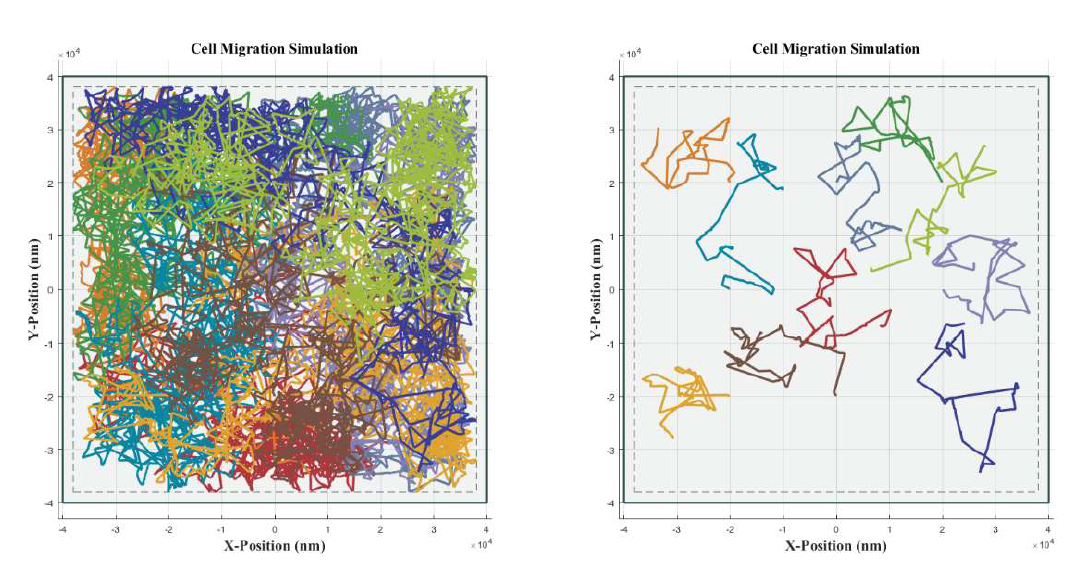 Cell Migration Simulation
× 10⁴
4
3
2
1
0
-1
-2
-3
-4
Y-Position (nm)
-4 -3 -2 -1 0 1 2 3 4
X-Position (nm)
× 10⁴
Cell Migration Simulation
× 10⁴
4
3
2
1
0
-1
-2
-3
-4
Y-Position (nm)
-4 -3 -2 -1 0 1 2 3 4
X-Position (nm)
× 10⁴